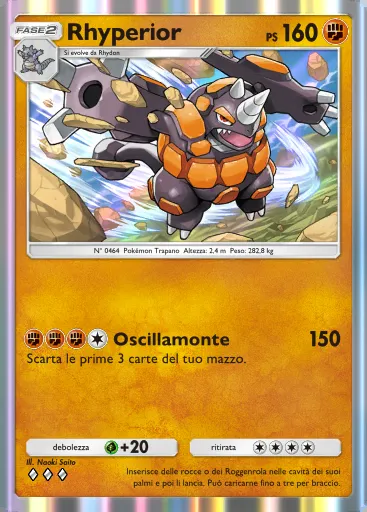 FASE 2 Rhyperior PS 160
Si evolve da Rhydon
N° 0464 Pokémon Trapano Altezza: 2,4 m Peso: 282,8 kg
Oscillamonte 150
Scarta le prime 3 carte del tuo mazzo.
debolezza +20 ritirata
Ill. Naoki Saito
Inserisce delle rocce o dei Roggenrola nelle cavità dei suoi
palmi e poi li lancia. Può caricarne fino a tre per braccio.